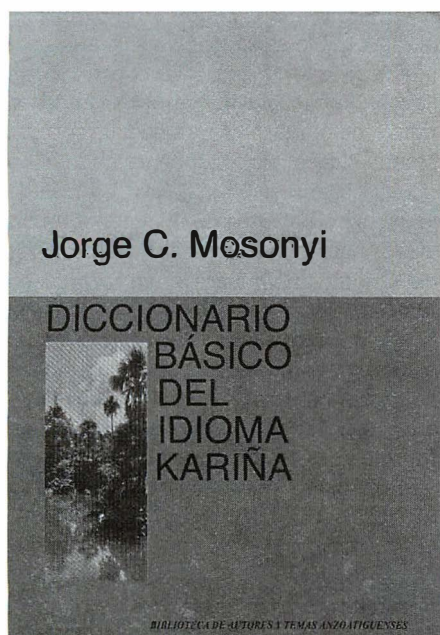 Jorge C. Mosonyi
DICCIONARIO
BÁSICO
DEL
IDIOMA
KARIÑA
BIBLIOTECA DE AUTORES Y TEMAS ANZOATIGUENSES